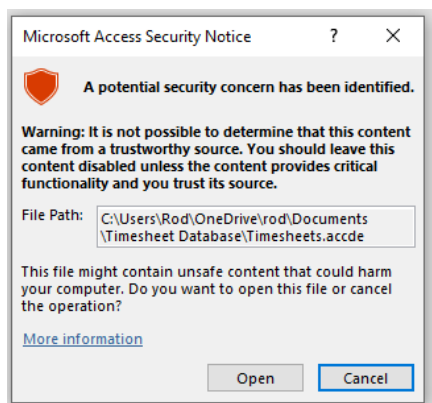 Microsoft Access Security Notice ? X
A potential security concern has been identified.
Warning: It is not possible to determine that this content
came from a trustworthy source. You should leave this
content disabled unless the content provides critical
functionality and you trust its source.
File Path: C:\Users\Rod\OneDrive\rod\Documents
\Timesheet Database\Timesheets.accde
This file might contain unsafe content that could harm
your computer. Do you want to open this file or cancel
the operation?
More information
Open Cancel